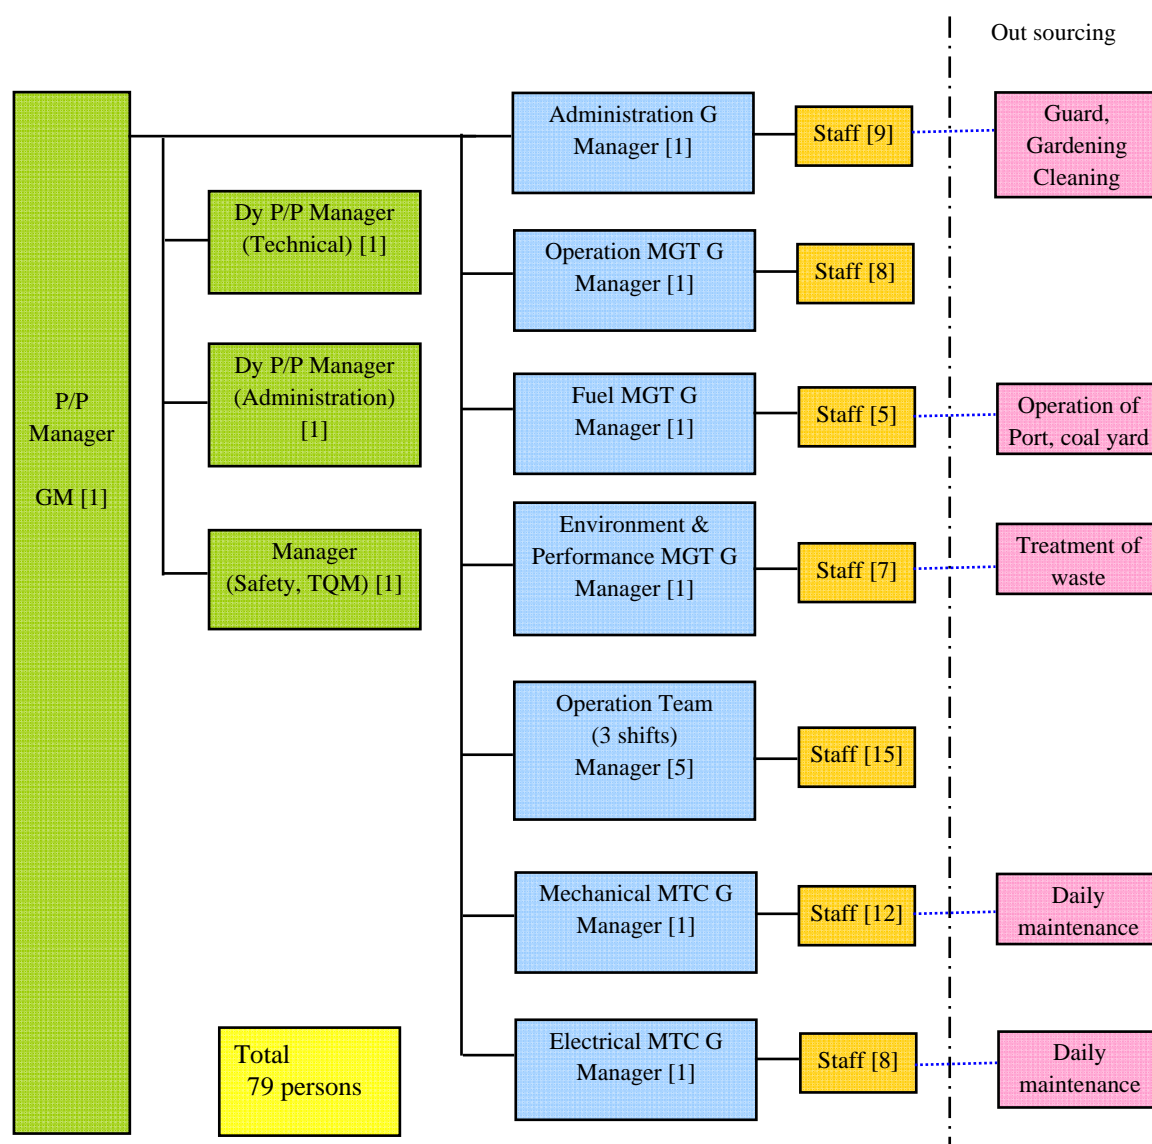 Out sourcing
P/P
Manager
GM [1]
Dy P/P Manager
(Technical) [1]
Dy P/P Manager
(Administration)
[1]
Manager
(Safety, TQM) [1]
Administration G
Manager [1]
Staff [9]
Guard,
Gardening
Cleaning
Operation MGT G
Manager [1]
Staff [8]
Fuel MGT G
Manager [1]
Staff [5]
Operation of
Port, coal yard
Environment &
Performance MGT G
Manager [1]
Staff [7]
Treatment of
waste
Operation Team
(3 shifts)
Manager [5]
Staff [15]
Mechanical MTC G
Manager [1]
Staff [12]
Daily
maintenance
Electrical MTC G
Manager [1]
Staff [8]
Daily
maintenance
Total
79 persons